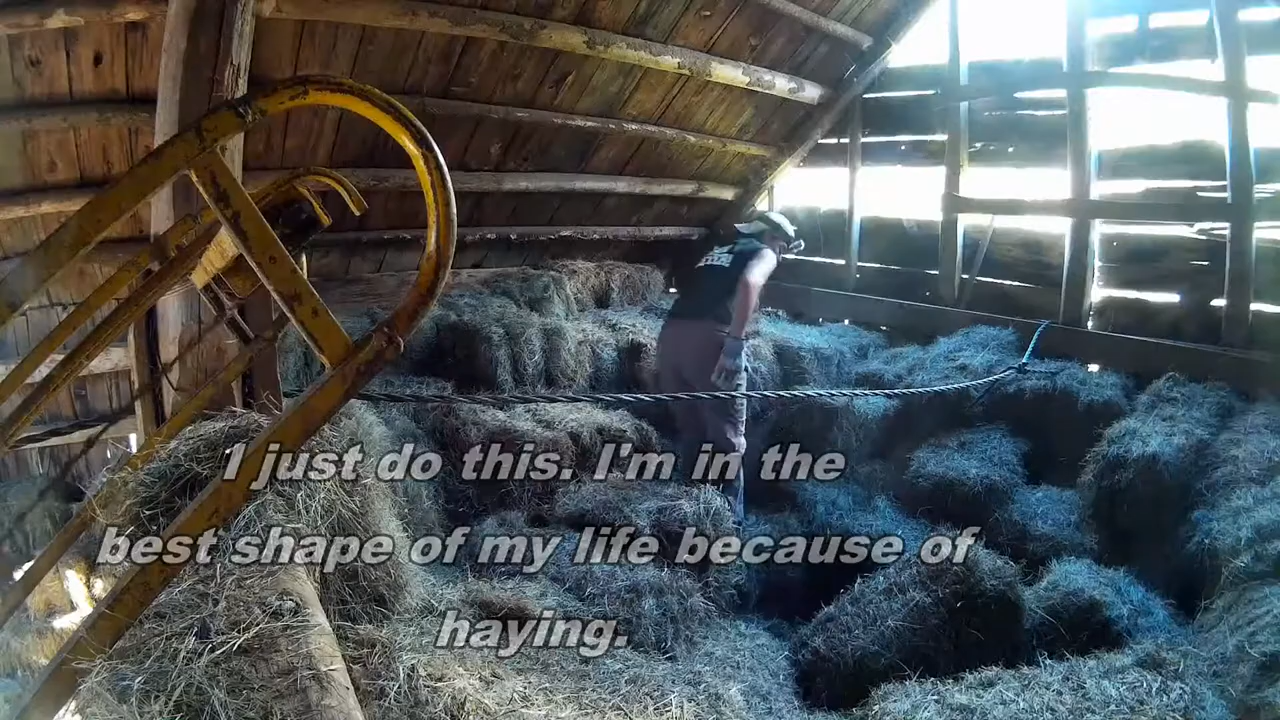 I just do this. I'm in the
best shape of my life because of
haying.